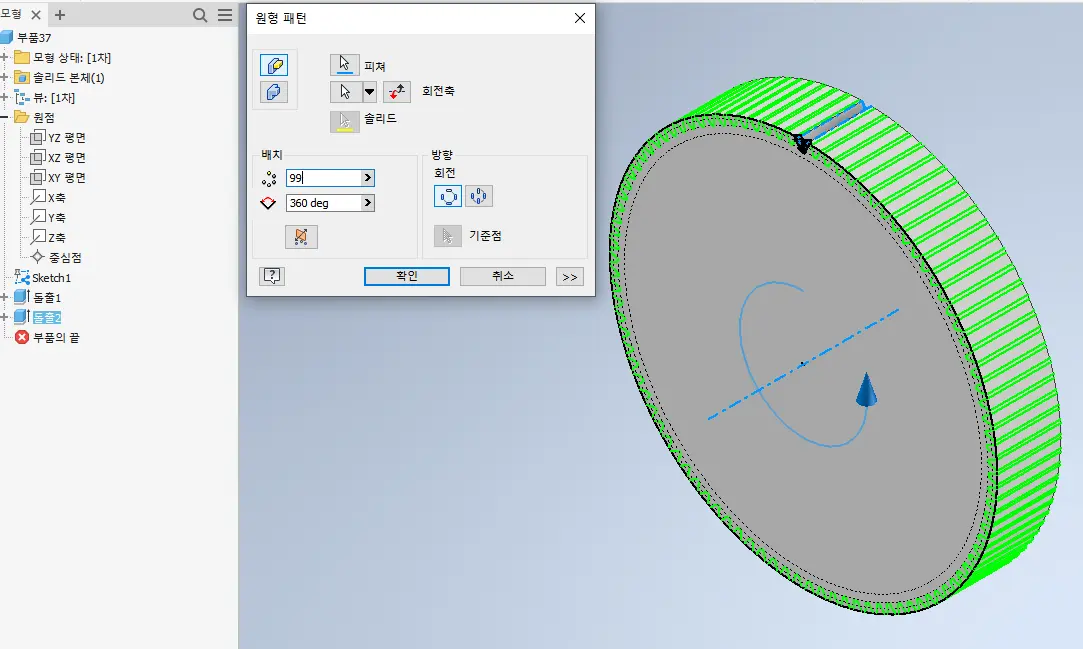 모형
부품37
모형 상태: [1차]
솔리드 본체(1)
뷰: [1차]
원점
YZ 평면
XZ 평면
XY 평면
X축
Y축
Z축
중심점
Sketch1
돌출1
돌출2
부품의 끝
원형 패턴
피쳐
회전축
솔리드
배치
99
360 deg
방향
회전
기준점
?
확인
취소
>>